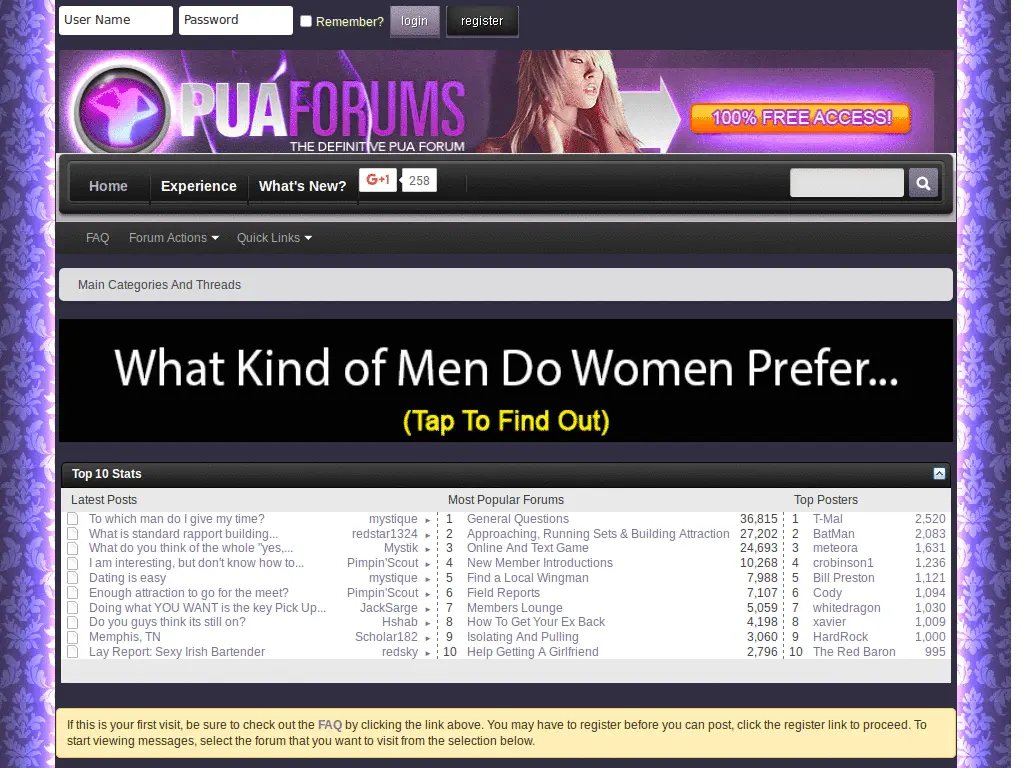 User Name Password Remember? login register
PUAFORUMS
THE DEFINITIVE PUA FORUM
100% FREE ACCESS!
Home Experience What's New? G+1 258
FAQ Forum Actions Quick Links
Main Categories And Threads
What Kind of Men Do Women Prefer...
(Tap To Find Out)
Top 10 Stats
Latest Posts Most Popular Forums Top Posters
To which man do I give my time? mystique 1 General Questions 36,815 1 T-Mal 2,520
What is standard rapport building... redstar1324 2 Approaching, Running Sets & Building Attraction 27,202 2 BatMan 2,083
What do you think of the whole "yes,... Mystik 3 Online And Text Game 24,693 3 meteora 1,631
I am interesting, but don't know how to... Pimpin'Scout 4 New Member Introductions 10,268 4 crobinson1 1,236
Dating is easy mystique 5 Find a Local Wingman 7,988 5 Bill Preston 1,121
Enough attraction to go for the meet? Pimpin'Scout 6 Field Reports 7,107 6 Cody 1,094
Doing what YOU WANT is the key Pick Up... JackSarge 7 Members Lounge 5,059 7 whitedragon 1,030
Do you guys think its still on? Hshab 8 How To Get Your Ex Back 4,198 8 xavier 1,009
Memphis, TN Scholar182 9 Isolating And Pulling 3,060 9 HardRock 1,000
Lay Report: Sexy Irish Bartender redsky 10 Help Getting A Girlfriend 2,796 10 The Red Baron 995
If this is your first visit, be sure to check out the FAQ by clicking the link above. You may have to register before you can post, click the register link to proceed. To
start viewing messages, select the forum that you want to visit from the selection below.